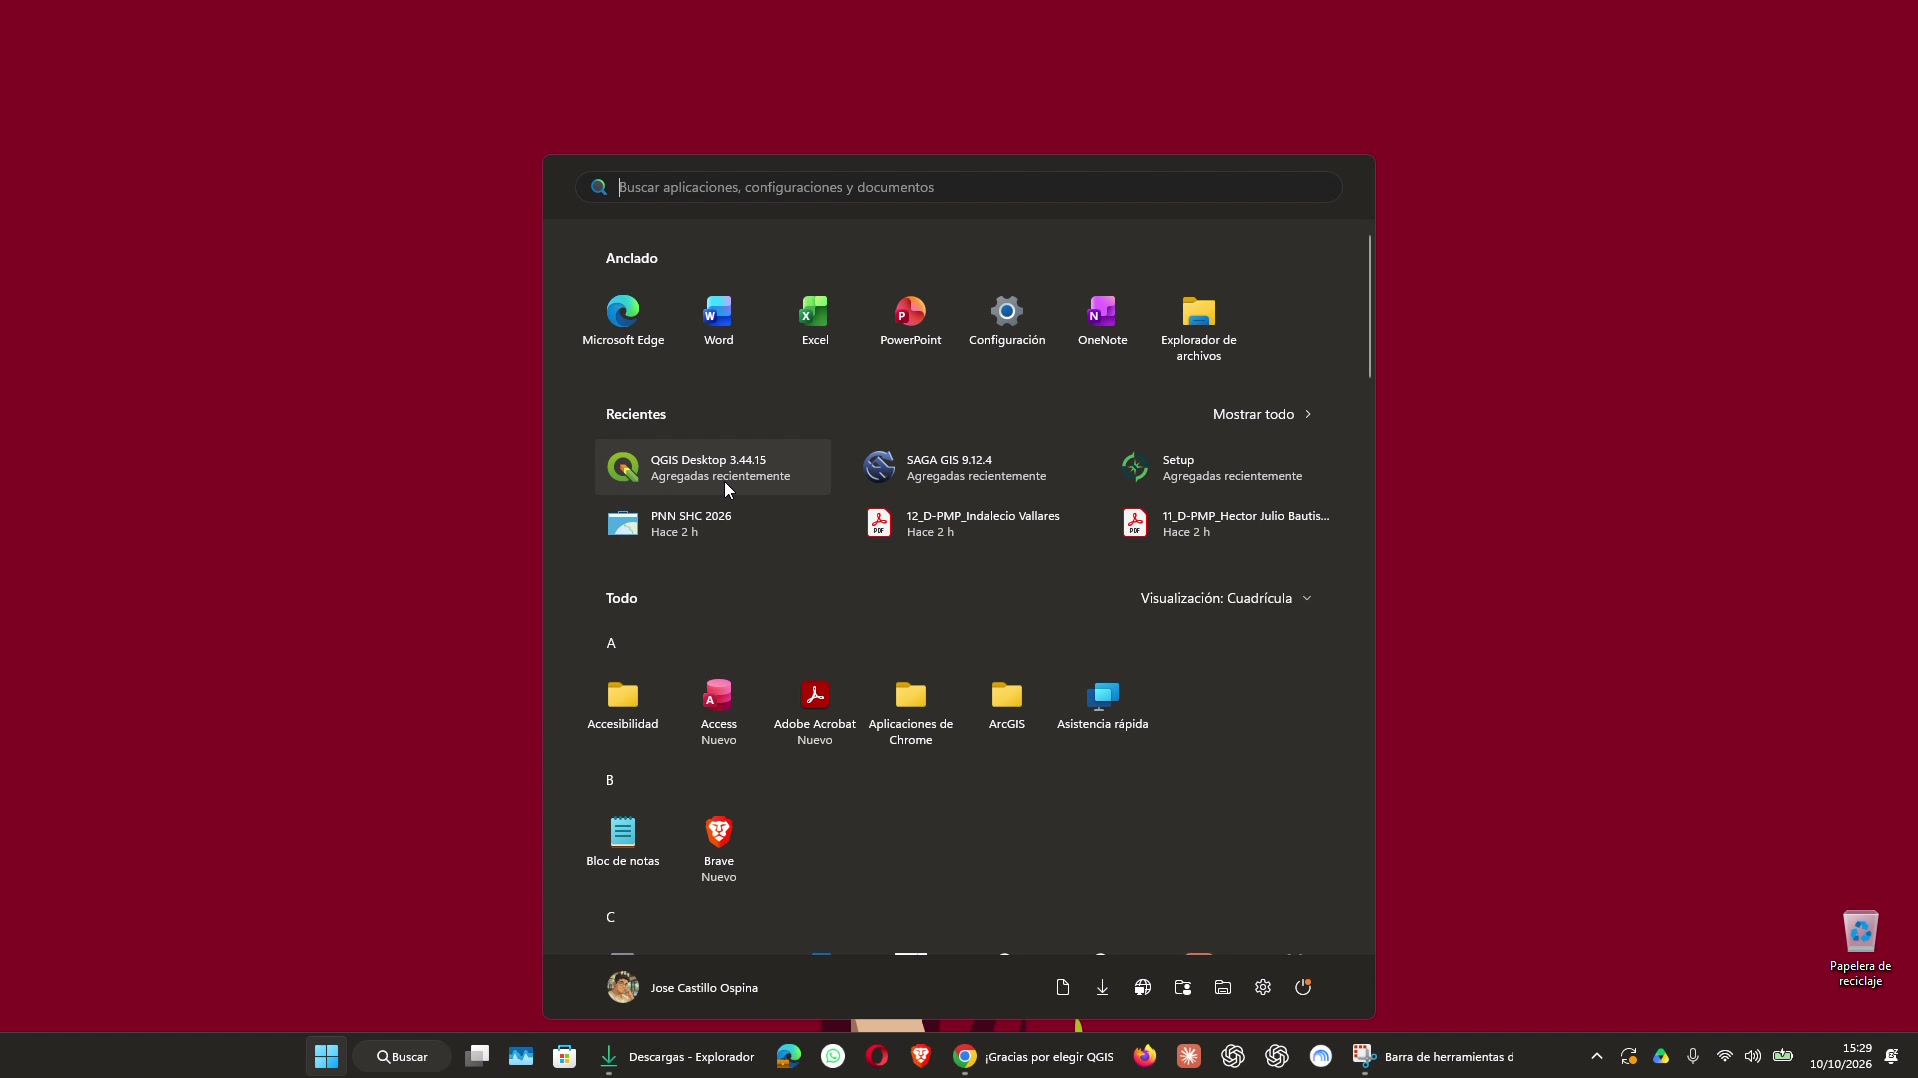 Buscar aplicaciones, configuraciones y documentos
Anclado
Microsoft Edge
Word
Excel
PowerPoint
Configuración
OneNote
Explorador de
archivos
Recientes
Mostrar todo
QGIS Desktop 3.44.15
Agregadas recientemente
SAGA GIS 9.12.4
Agregadas recientemente
Setup
Agregadas recientemente
PNN SHC 2026
Hace 2 h
12_D-PMP_Indalecio Vallares
Hace 2 h
11_D-PMP_Hector Julio Bautis...
Hace 2 h
Todo
Visualización: Cuadrícula
A
Accesibilidad
Access
Nuevo
Adobe Acrobat
Nuevo
Aplicaciones de
Chrome
ArcGIS
Asistencia rápida
B
Bloc de notas
Brave
Nuevo
C
Jose Castillo Ospina
Papelera de
reciclaje
Buscar
Descargas - Explorador
¡Gracias por elegir QGIS
Barra de herramientas d
15:29
10/10/2026